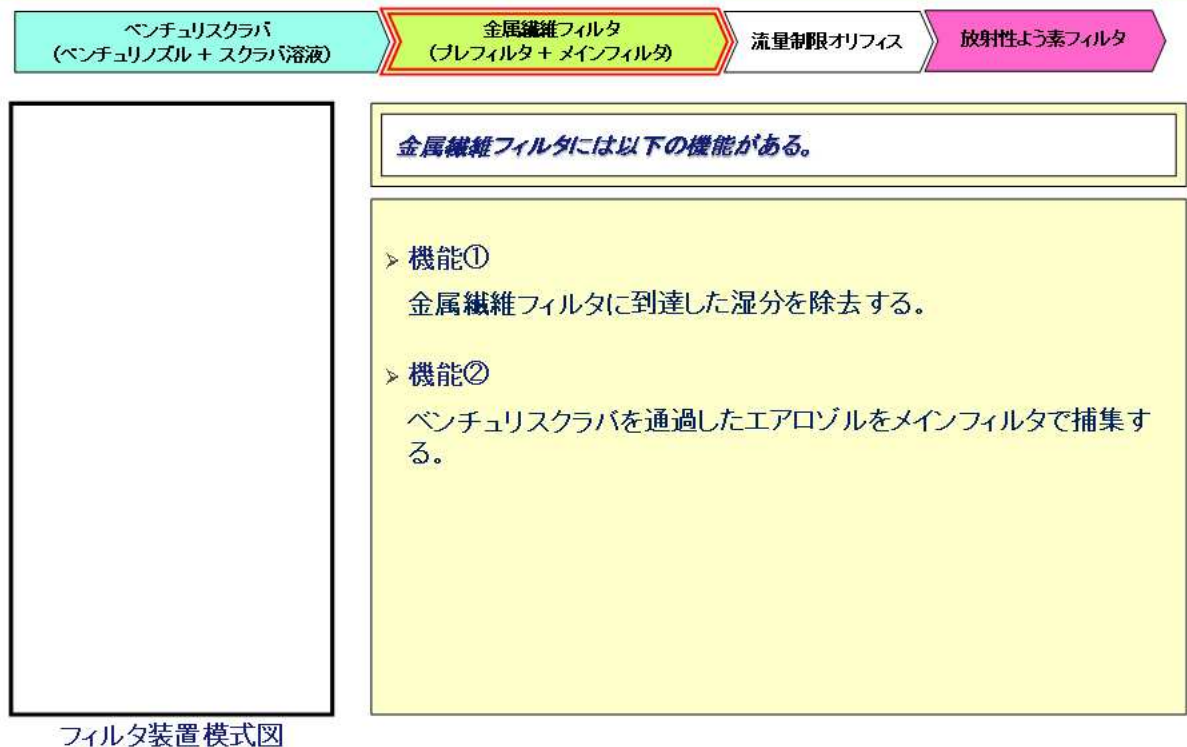 ベンチュリスクラバ
(ベンチュリノズル + スクラバ溶液)
金属繊維フィルタ
(プレフィルタ + メインフィルタ)
流量制限オリフィス
放射性よう素フィルタ
金属繊維フィルタには以下の機能がある。
➢ 機能①
金属繊維フィルタに到達した湿分を除去する。
➢ 機能②
ベンチュリスクラバを通過したエアロゾルをメインフィルタで捕集す
る。
フィルタ装置模式図